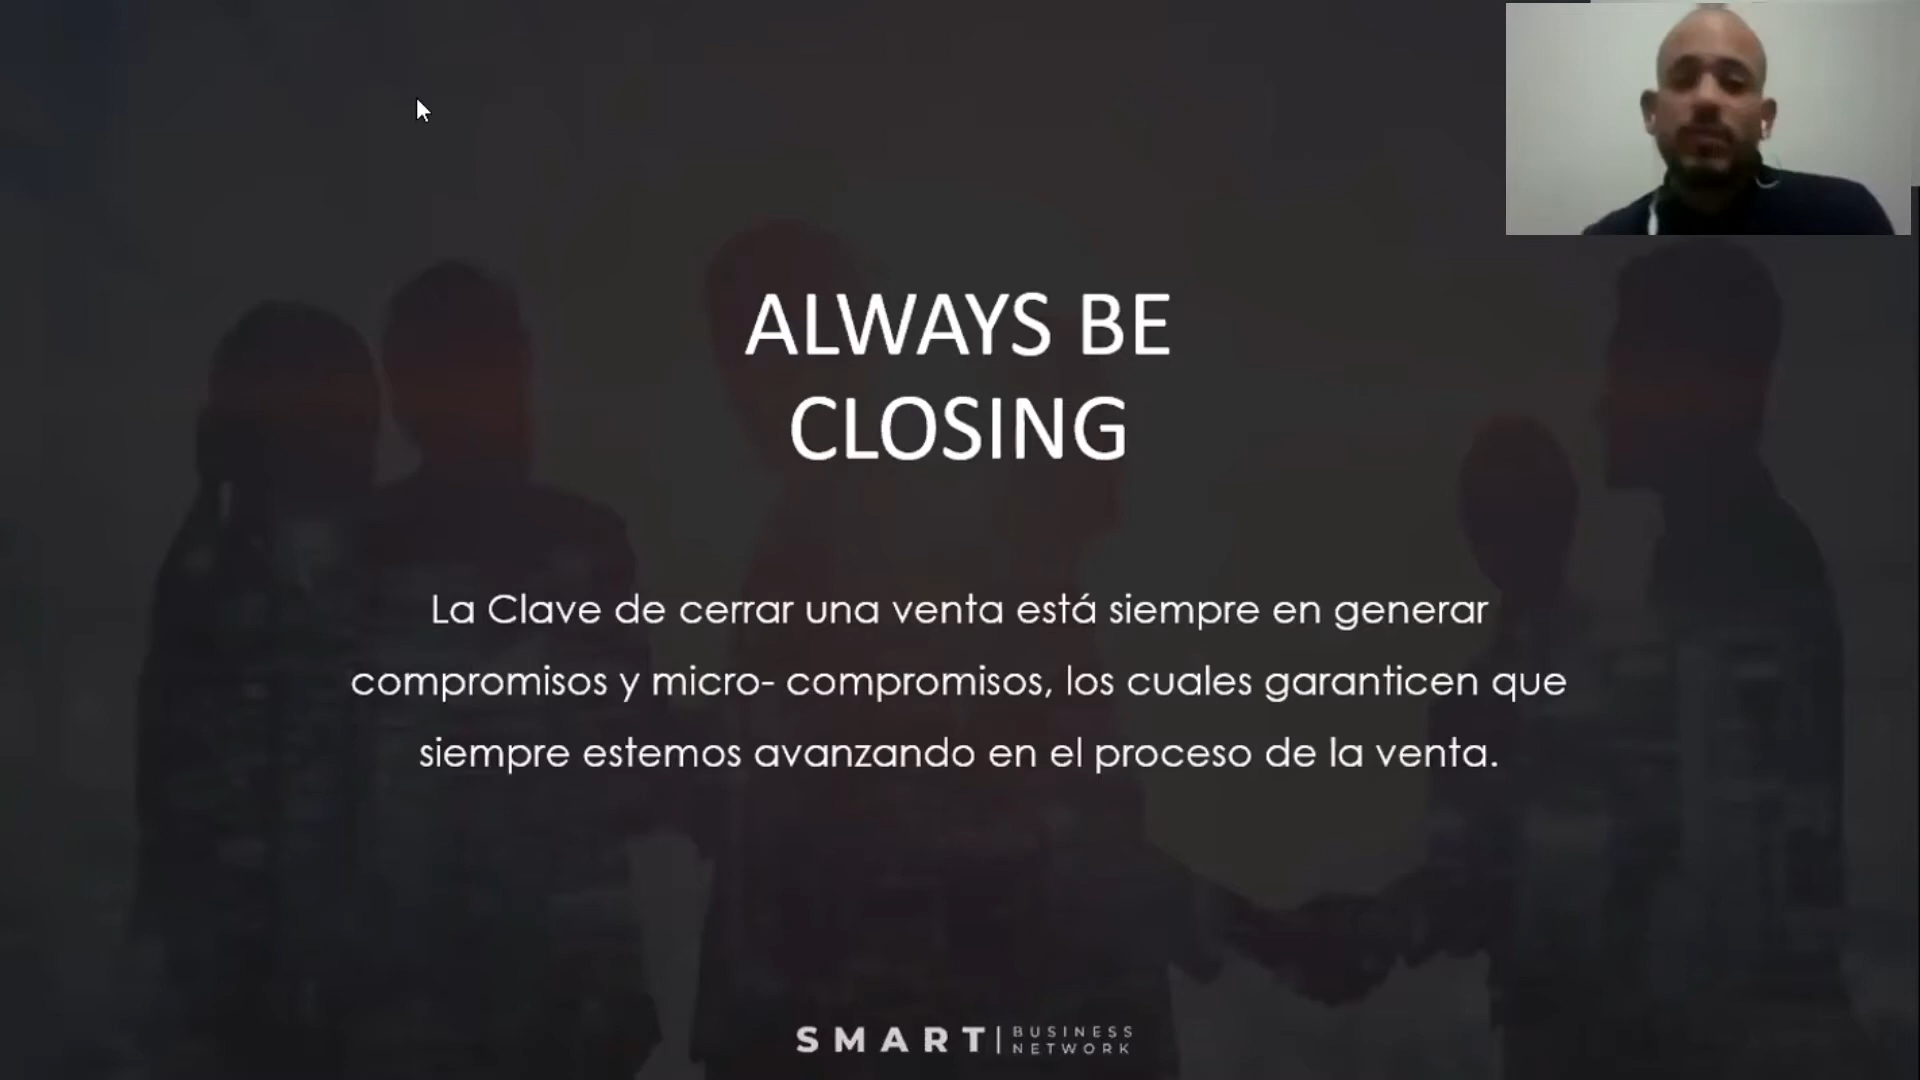 ALWAYS BE
CLOSING
La Clave de cerrar una venta está siempre en generar
compromisos y micro- compromisos, los cuales garanticen que
siempre estemos avanzando en el proceso de la venta.
SMART | BUSINESS
NETWORK